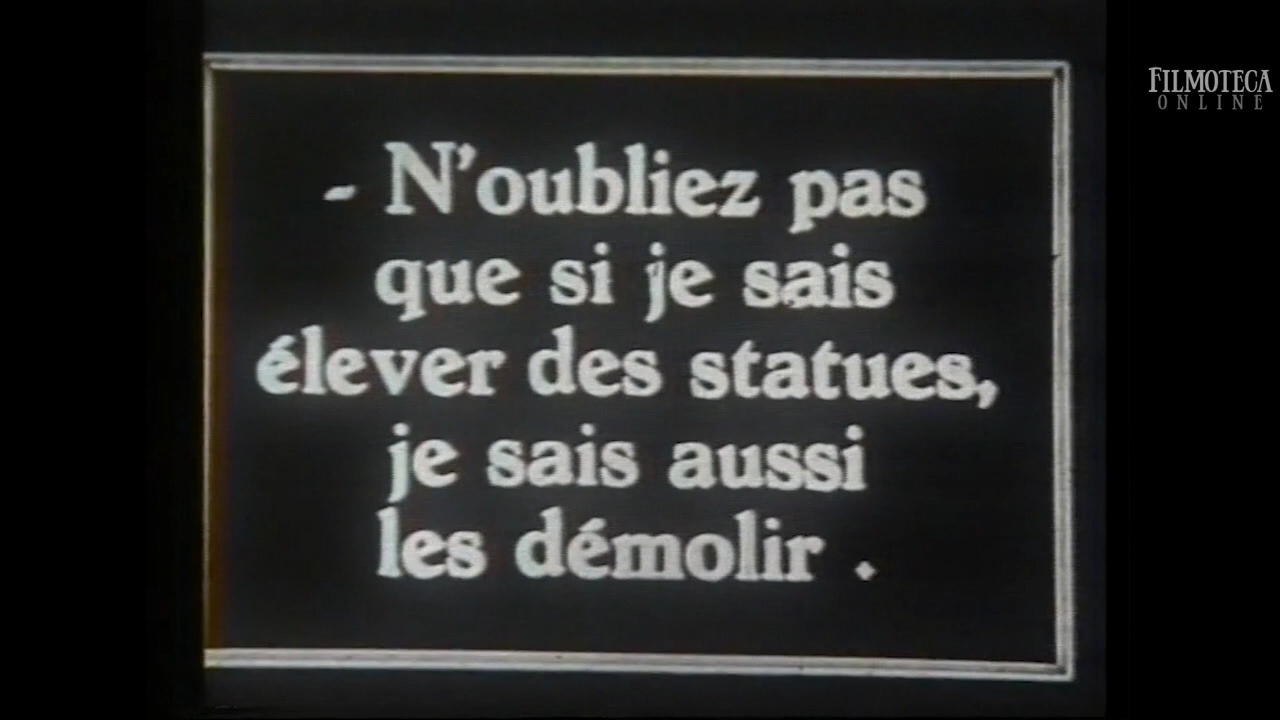 - N'oubliez pas
que si je sais
élever des statues,
je sais aussi
les démolir .
FILMOTECA
ONLINE